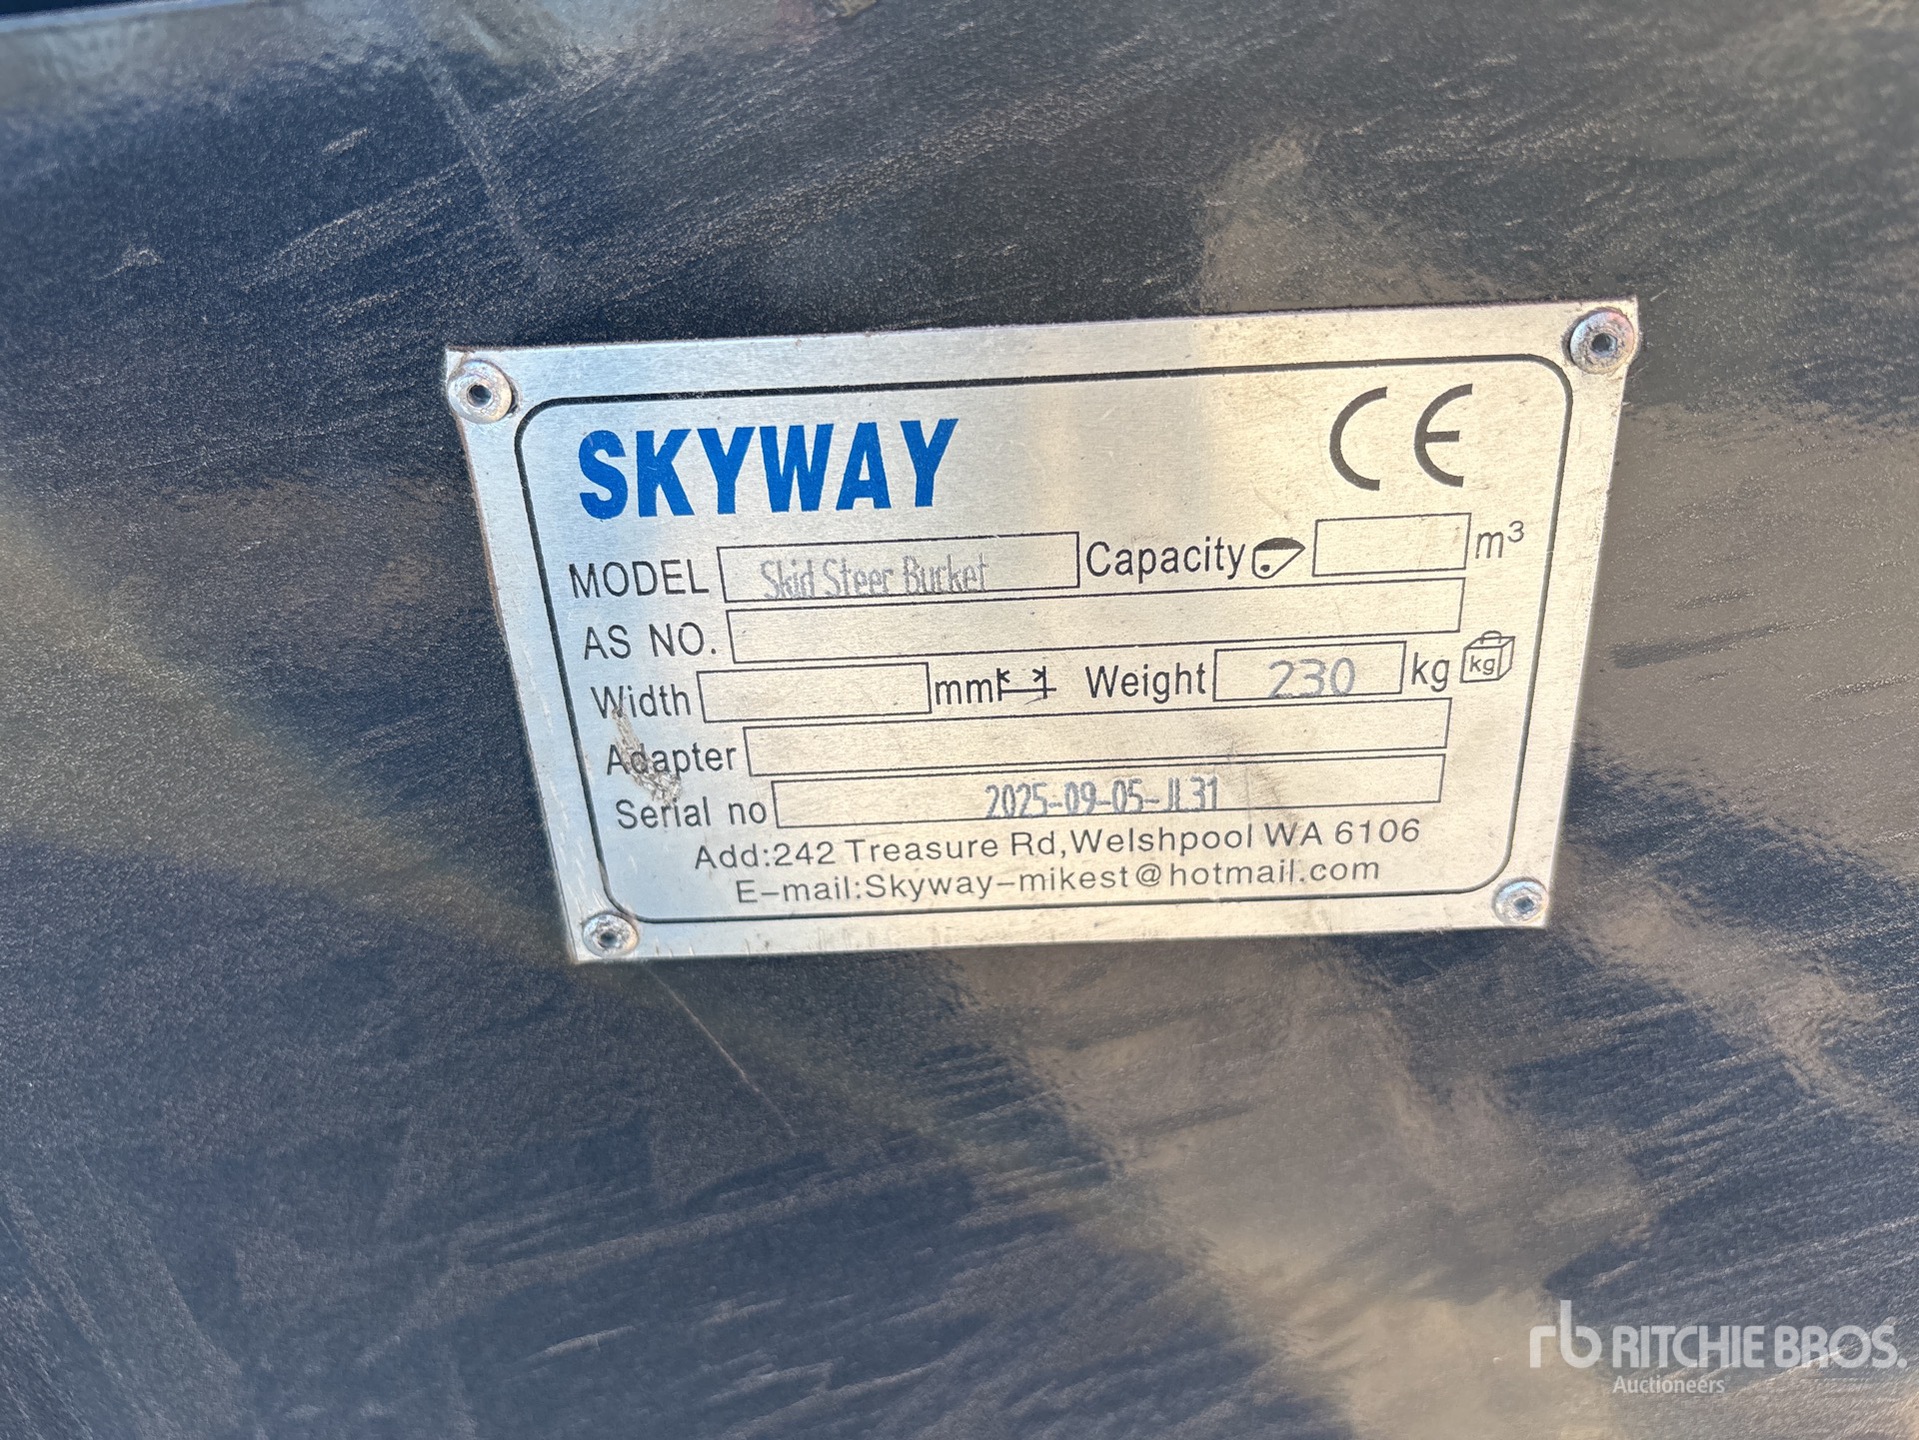 SKYWAY CE
MODEL Skid Steer Bucket Capacity m³
AS NO.
Width mm Weight 230 kg kg
Adapter
Serial no 2025-09-05-JL31
Add:242 Treasure Rd,Welshpool WA 6106
E-mail:Skyway-mikest@hotmail.com
rb RITCHIE BROS.
Auctioneers